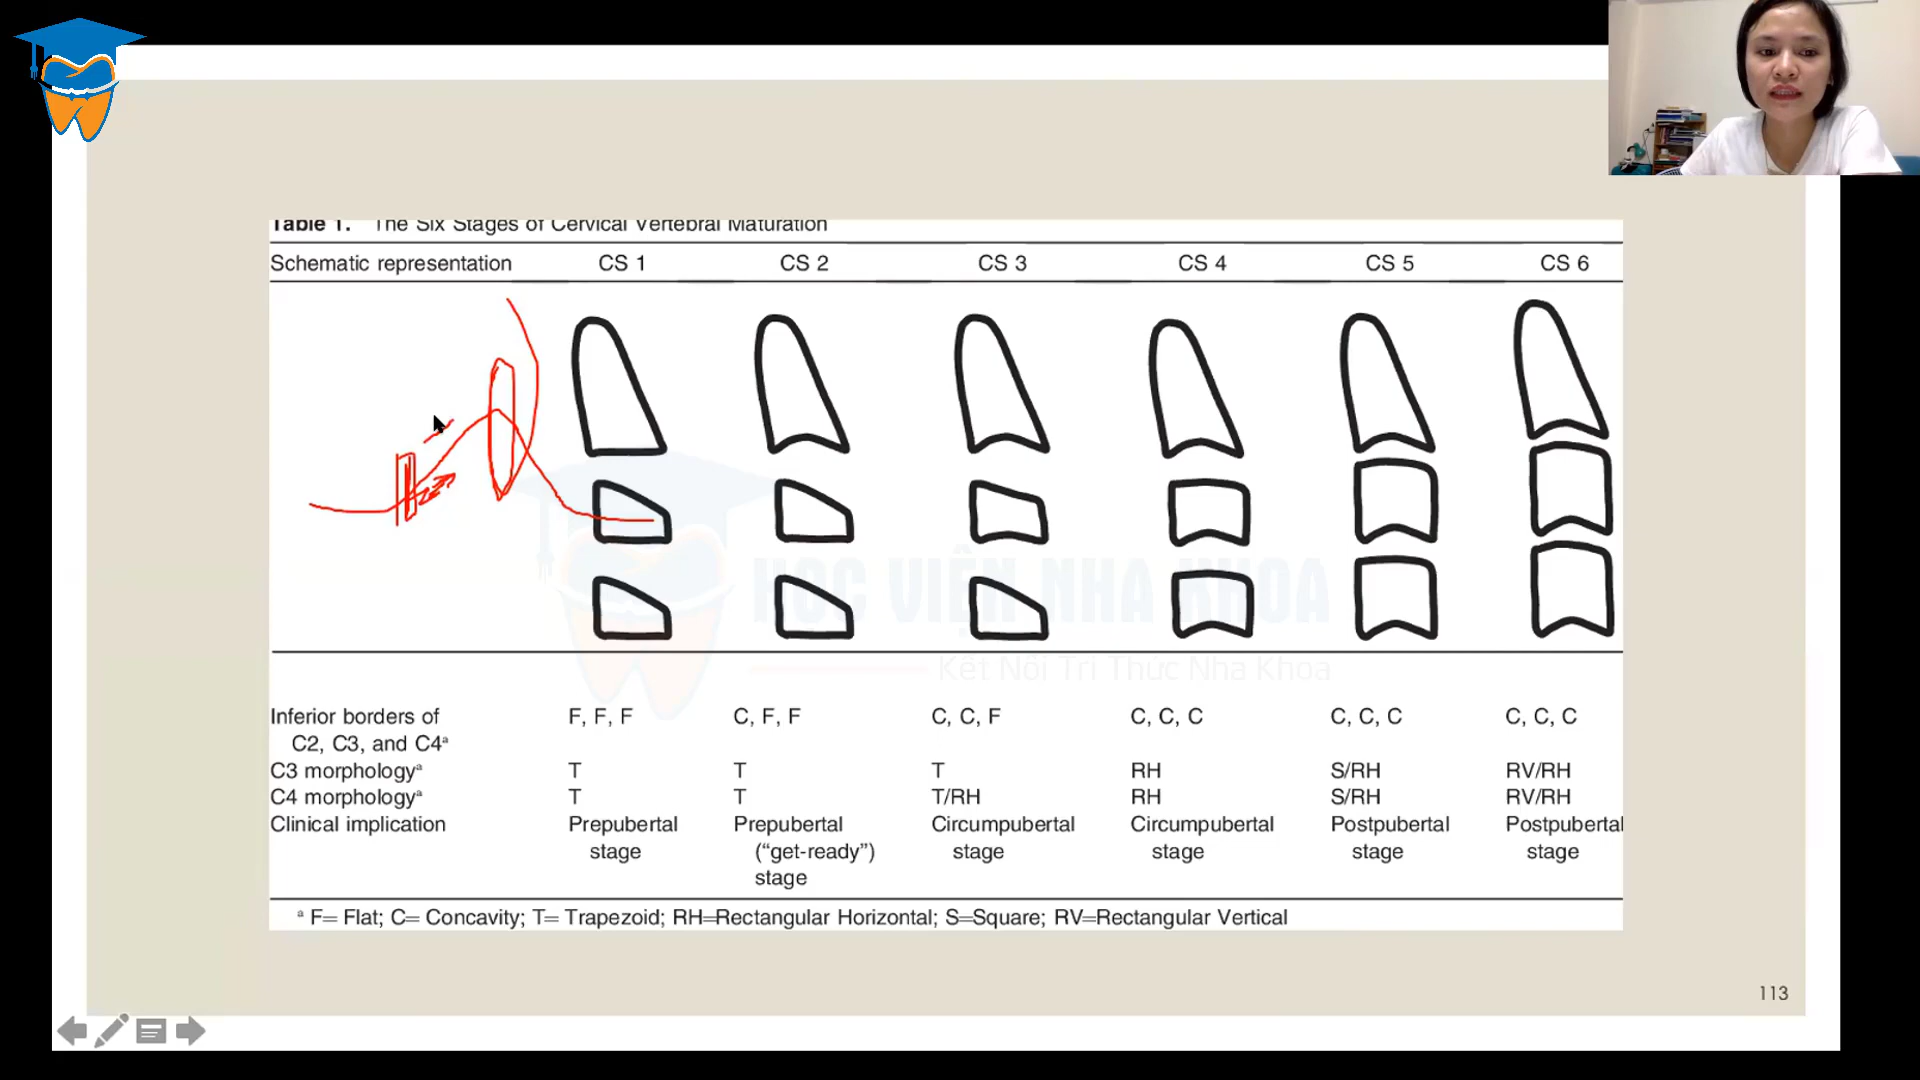 Table 1. The Six Stages of Cervical Vertebral Maturation
Schematic representation CS 1 CS 2 CS 3 CS 4 CS 5 CS 6
HỌC VIỆN NHA KHOA
Kết Nối Tri Thức Nha Khoa
Inferior borders of F, F, F C, F, F C, C, F C, C, C C, C, C C, C, C
C2, C3, and C4ª
C3 morphologyª T T T RH S/RH RV/RH
C4 morphologyª T T T/RH RH S/RH RV/RH
Clinical implication Prepubertal Prepubertal Circumpubertal Circumpubertal Postpubertal Postpubertal
stage (“get-ready”) stage stage stage stage
stage
ª F= Flat; C= Concavity; T= Trapezoid; RH=Rectangular Horizontal; S=Square; RV=Rectangular Vertical
113